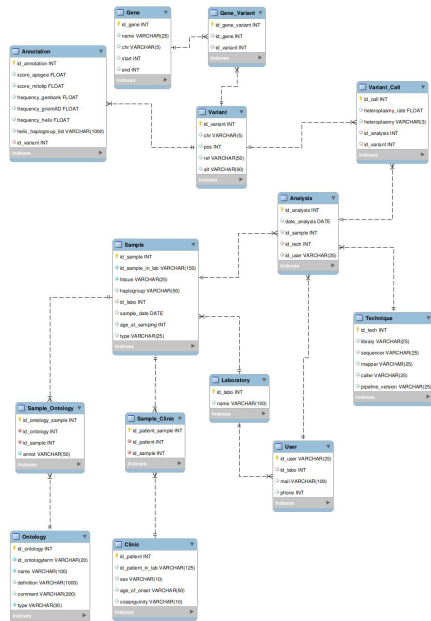 Gene
id_gene INT
name VARCHAR(25)
chr VARCHAR(5)
start INT
end INT
Indexes
Gene_Variant
id_gene_variant INT
id_gene INT
id_variant INT
Indexes
Annotation
id_annotation INT
score_apogee FLOAT
score_mitotip FLOAT
frequency_genbank FLOAT
frequency_gnomAD FLOAT
frequency_helix FLOAT
helix_haplogroup_list VARCHAR(1000)
id_variant INT
Indexes
Variant
id_variant INT
chr VARCHAR(5)
pos INT
ref VARCHAR(50)
alt VARCHAR(50)
Indexes
Variant_Call
id_call INT
heteroplasmy_rate FLOAT
heteroplasmy VARCHAR(3)
id_analysis INT
id_variant INT
Indexes
Analysis
id_analysis INT
date_analysis DATE
id_sample INT
id_tech INT
id_user VARCHAR(25)
Indexes
Sample
id_sample INT
id_sample_in_lab VARCHAR(150)
tissue VARCHAR(25)
haplogroup VARCHAR(50)
id_labo INT
sample_date DATE
age_at_samping INT
type VARCHAR(25)
Indexes
Technique
id_tech INT
library VARCHAR(25)
sequencer VARCHAR(25)
mapper VARCHAR(25)
caller VARCHAR(25)
pipeline_version VARCHAR(25)
Indexes
Laboratory
id_labo INT
name VARCHAR(100)
Indexes
Sample_Ontology
id_ontology_sample INT
id_ontology INT
id_sample INT
annot VARCHAR(50)
Indexes
Sample_Clinic
id_patient_sample INT
id_patient INT
id_sample INT
Indexes
User
id_user VARCHAR(25)
id_labo INT
mail VARCHAR(100)
phone INT
Indexes
Ontology
id_ontology INT
id_ontologyterm VARCHAR(20)
name VARCHAR(100)
definition VARCHAR(1000)
comment VARCHAR(200)
type VARCHAR(30)
Indexes
Clinic
id_patient INT
id_patient_in_lab VARCHAR(125)
sex VARCHAR(10)
age_of_onset VARCHAR(50)
cosanguinity VARCHAR(10)
Indexes